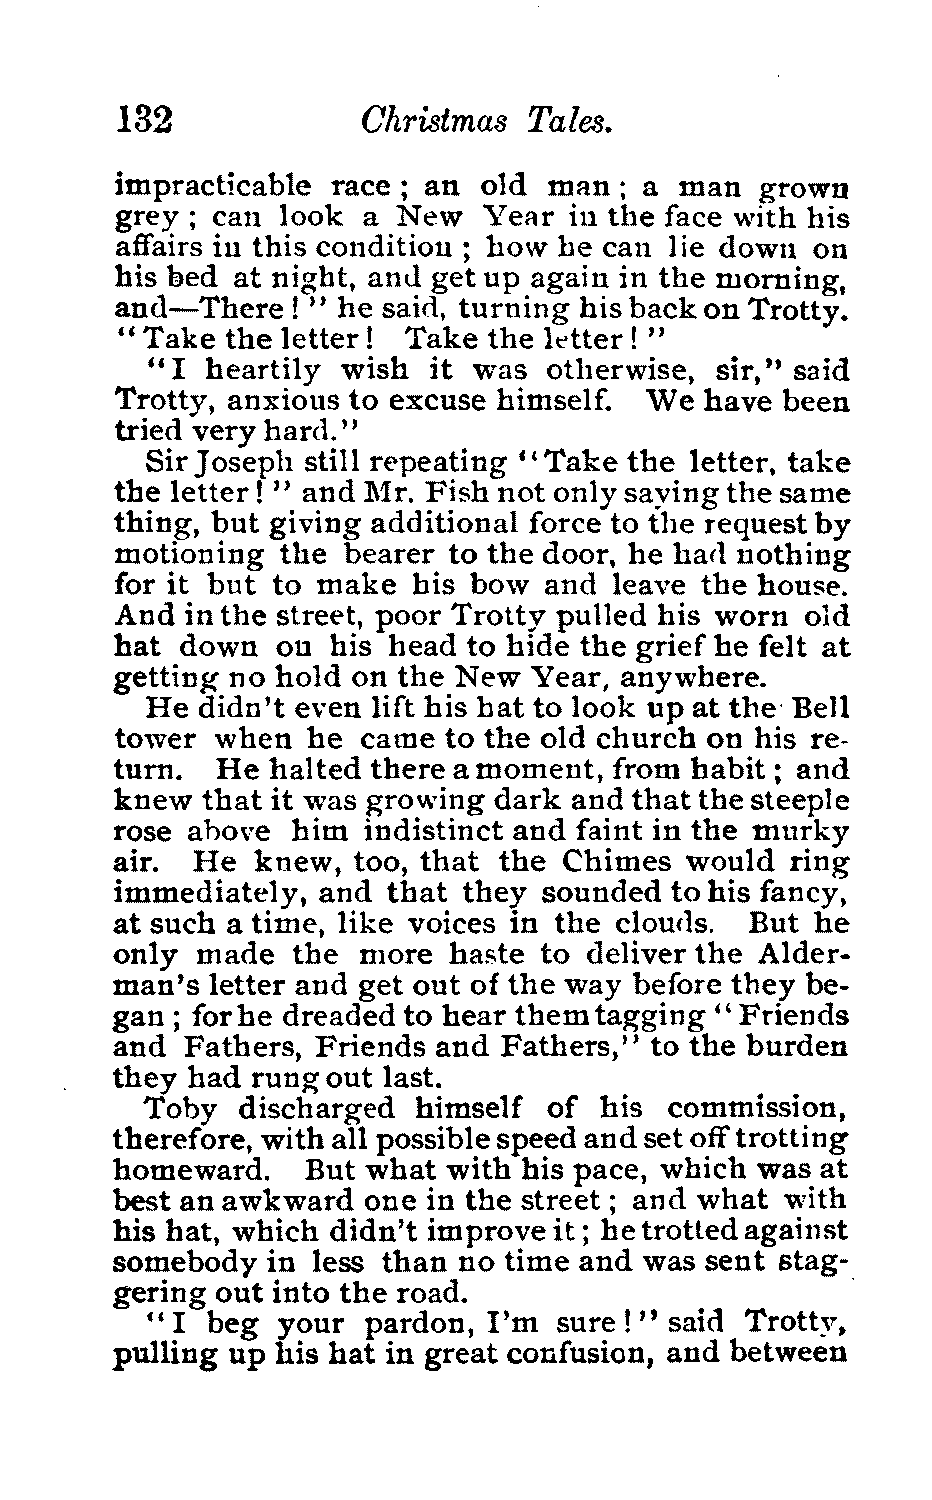 132 Christmas Tales.
impracticable race ; an old man ; a man grown
grey ; can look a New Year in the face with his
affairs in this condition ; how he can lie down on
his bed at night, and get up again in the morning,
and—There ! " he said, turning his back on Trotty.
" Take the letter ! Take the letter ! "
" I heartily wish it was otherwise, sir," said
Trotty, anxious to excuse himself. We have been
tried very hard."
Sir Joseph still repeating " Take the letter, take
the letter ! " and Mr. Fish not only saying the same
thing, but giving additional force to the request by
motioning the bearer to the door, he had nothing
for it but to make his bow and leave the house.
And in the street, poor Trotty pulled his worn old
hat down on his head to hide the grief he felt at
getting no hold on the New Year, anywhere.
He didn't even lift his hat to look up at the Bell
tower when he came to the old church on his re-
turn. He halted there a moment, from habit ; and
knew that it was growing dark and that the steeple
rose above him indistinct and faint in the murky
air. He knew, too, that the Chimes would ring
immediately, and that they sounded to his fancy,
at such a time, like voices in the clouds. But he
only made the more haste to deliver the Alder-
man's letter and get out of the way before they be-
gan ; for he dreaded to hear them tagging " Friends
and Fathers, Friends and Fathers," to the burden
they had rung out last.
Toby discharged himself of his commission,
therefore, with all possible speed and set off trotting
homeward. But what with his pace, which was at
best an awkward one in the street ; and what with
his hat, which didn't improve it ; he trotted against
somebody in less than no time and was sent stag-
gering out into the road.
" I beg your pardon, I'm sure ! " said Trotty,
pulling up his hat in great confusion, and between